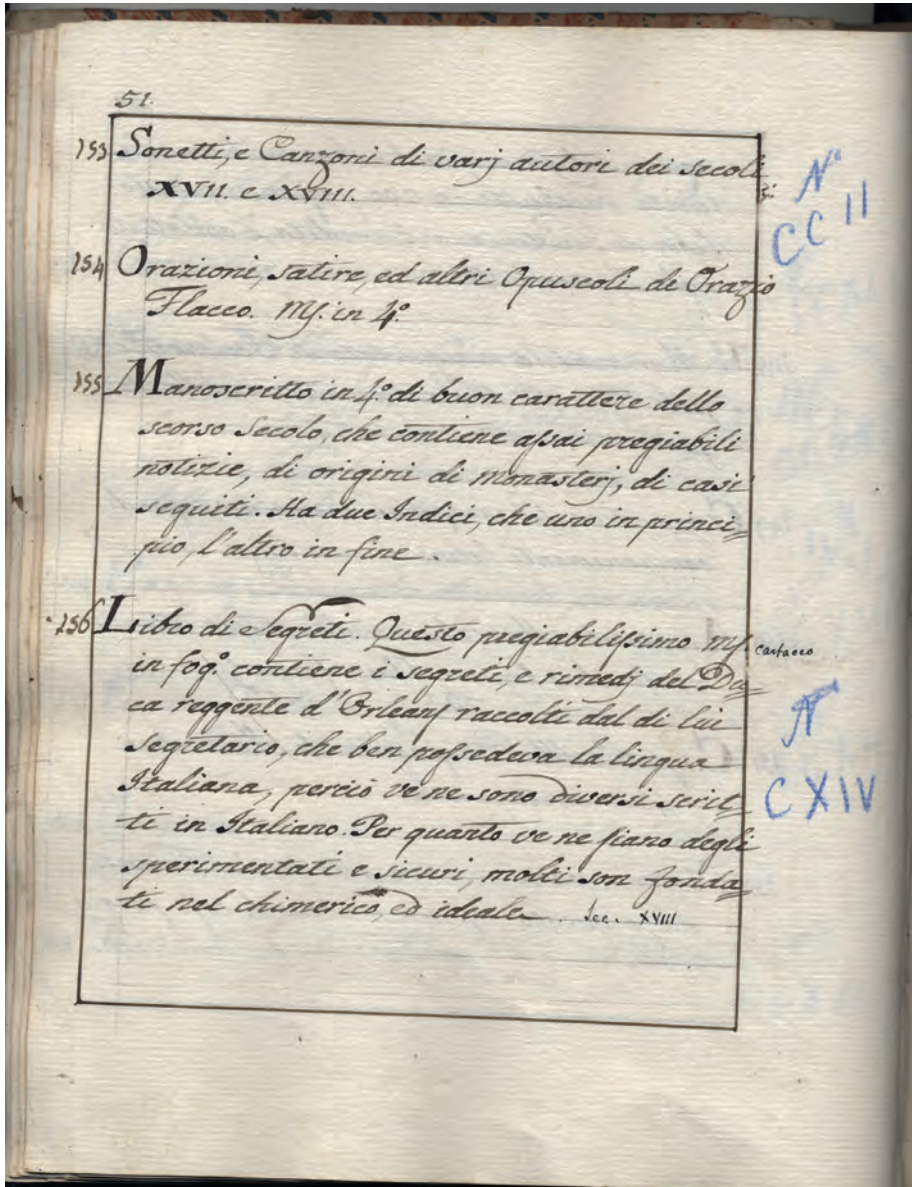 51.
153 Sonetti, e Canzoni di varj autori dei secoli
XVII. e XVIII.
N°
CCII
154 Orazioni, satire, ed altri Opuscoli di Orazio
Flacco. Ms. in 4°.
155 Manoscritto in 4° di buon carattere dello
scorso Secolo, che contiene assai pregiabili
notizie, di origini di monasterj, di casi
seguiti. Ha due Indici, che uno in princi=
pio, l'altro in fine.
156 Libro di Segreti. Questo pregiabilissimo ms. cartaceo
in fog.° contiene i segreti, e rimedj del Du=
ca reggente d'Orleans raccolti dal di lui
segretario, che ben possedeva la lingua
Italiana, perciò ve ne sono diversi scrit=
ti in Italiano. Per quanto ve ne siano degli
sperimentati e sicuri, molti son fonda=
ti nel chimerico, ed ideale. Sec. XVIII
N
CXIV